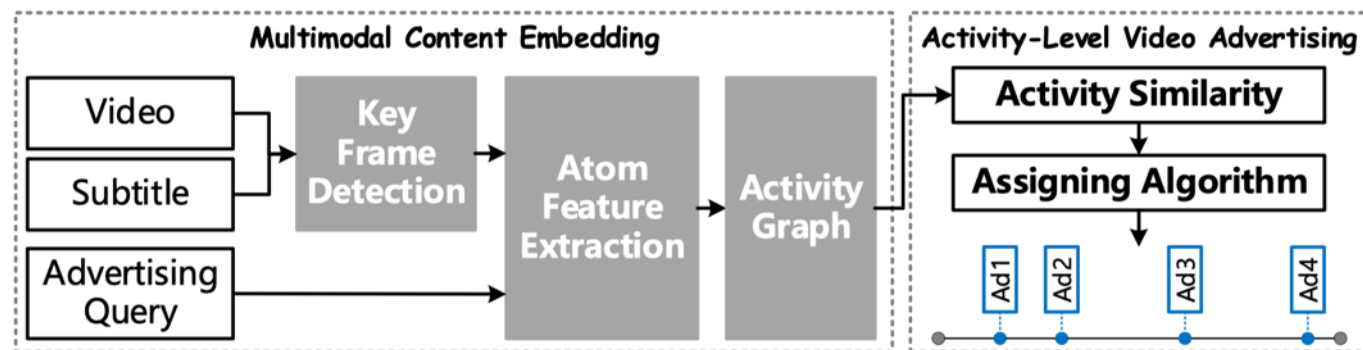 Multimodal Content Embedding
Video
Subtitle
Advertising
Query
Key
Frame
Detection
Atom
Feature
Extraction
Activity
Graph
Activity-Level Video Advertising
Activity Similarity
Assigning Algorithm
Ad1
Ad2
Ad3
Ad4